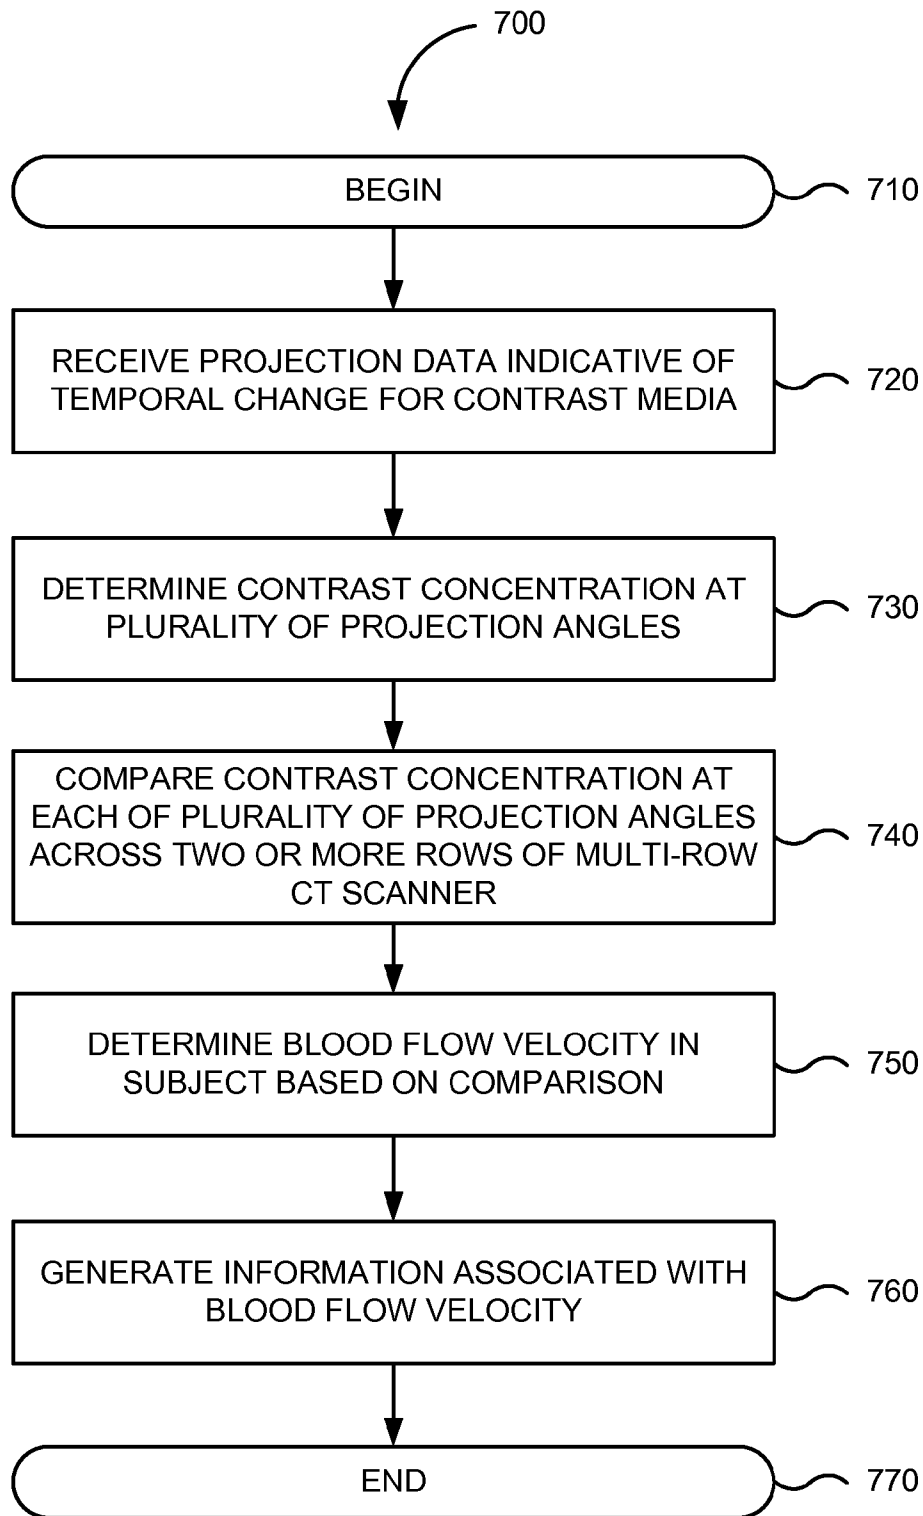 700
BEGIN
710
RECEIVE PROJECTION DATA INDICATIVE OF
TEMPORAL CHANGE FOR CONTRAST MEDIA
720
DETERMINE CONTRAST CONCENTRATION AT
PLURALITY OF PROJECTION ANGLES
730
COMPARE CONTRAST CONCENTRATION AT
EACH OF PLURALITY OF PROJECTION ANGLES
ACROSS TWO OR MORE ROWS OF MULTI-ROW
CT SCANNER
740
DETERMINE BLOOD FLOW VELOCITY IN
SUBJECT BASED ON COMPARISON
750
GENERATE INFORMATION ASSOCIATED WITH
BLOOD FLOW VELOCITY
760
END
770